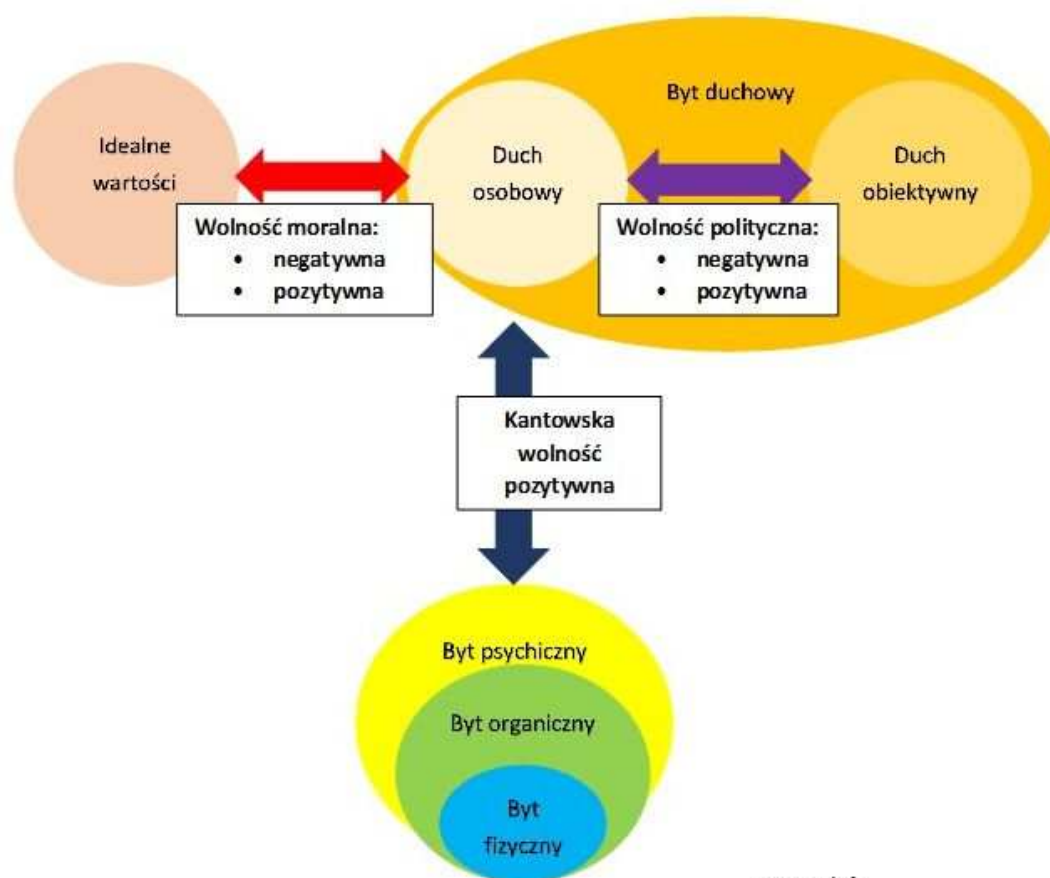 Byt duchowy
Idealne
wartości
Duch
osobowy
Duch
obiektywny
Wolność moralna:
• negatywna
• pozytywna
Wolność polityczna:
• negatywna
• pozytywna
Kantowska
wolność
pozytywna
Byt psychiczny
Byt organiczny
Byt
fizyczny